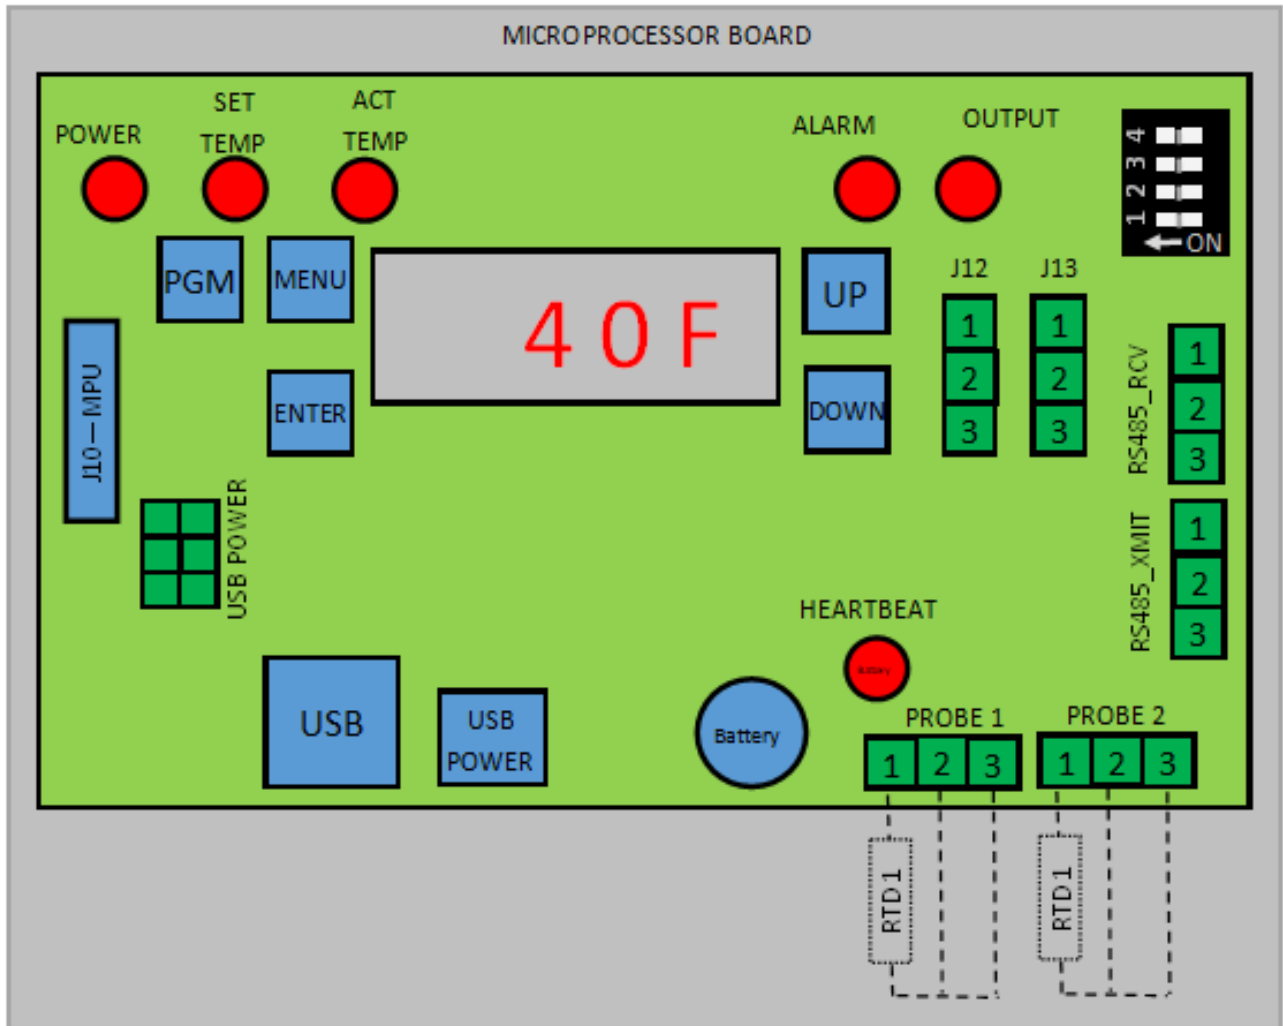 MICROPROCESSOR BOARD
POWER
SET
TEMP
ACT
TEMP
ALARM
OUTPUT
4
3
2
1
ON
PGM
MENU
40F
UP
J12
J13
1
2
3
1
2
3
RS485_RCV
1
2
3
J10—MPU
ENTER
DOWN
USB POWER
RS485_XMIT
1
2
3
HEARTBEAT
Battery
USB
USB
POWER
Battery
PROBE 1
PROBE 2
1 2 3
1 2 3
RTD1
RTD1